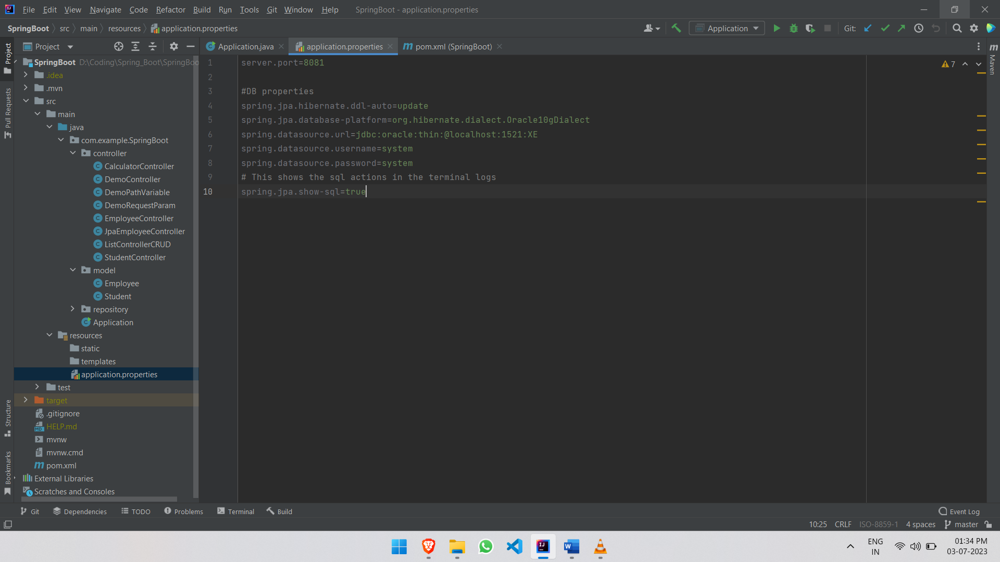 File Edit View Navigate Code Refactor Build Run Tools Git Window Help SpringBoot - application.properties
SpringBoot src main resources application.properties
Application Git:
Project
Application.java application.properties pom.xml (SpringBoot)
Project
Pull Requests
Structure
Bookmarks
Maven
SpringBoot D:\Coding\Spring_Boot\SpringBoo
.idea
.mvn
src
main
java
com.example.SpringBoot
controller
CalculatorController
DemoController
DemoPathVariable
DemoRequestParam
EmployeeController
JpaEmployeeController
ListControllerCRUD
StudentController
model
Employee
Student
repository
Application
resources
static
templates
application.properties
test
target
.gitignore
HELP.md
mvnw
mvnw.cmd
pom.xml
External Libraries
Scratches and Consoles
1 server.port=8081
2
3 #DB properties
4 spring.jpa.hibernate.ddl-auto=update
5 spring.jpa.database-platform=org.hibernate.dialect.Oracle10gDialect
6 spring.datasource.url=jdbc:oracle:thin:@localhost:1521:XE
7 spring.datasource.username=system
8 spring.datasource.password=system
9 # This shows the sql actions in the terminal logs
10 spring.jpa.show-sql=true
7
Git Dependencies TODO Problems Terminal Build Event Log
10:25 CRLF ISO-8859-1 4 spaces master
ENG
IN
01:34 PM
03-07-2023